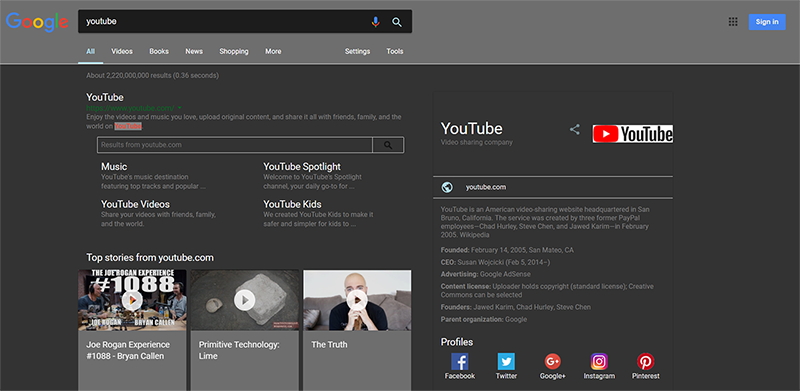 Google
youtube
Sign in
All Videos Books News Shopping More Settings Tools
About 2,220,000,000 results (0.36 seconds)
YouTube
https://www.youtube.com/
Enjoy the videos and music you love, upload original content, and share it all with friends, family, and the
world on YouTube.
Results from youtube.com
Music
YouTube's music destination
featuring top tracks and popular ...
YouTube Spotlight
Welcome to YouTube's Spotlight
channel, your daily go-to for ...
YouTube Videos
Share your videos with friends, family,
and the world.
YouTube Kids
We created YouTube Kids to make it
safer and simpler for kids to ...
Top stories from youtube.com
THE JOE ROGAN EXPERIENCE
#1088
JOE ROGAN BRYAN CALLEN
Joe Rogan Experience
#1088 - Bryan Callen
Primitive Technology:
Lime
The Truth
YouTube
Video sharing company
YouTube
youtube.com
YouTube is an American video-sharing website headquartered in San
Bruno, California. The service was created by three former PayPal
employees—Chad Hurley, Steve Chen, and Jawed Karim—in February
2005. Wikipedia
Founded: February 14, 2005, San Mateo, CA
CEO: Susan Wojcicki (Feb 5, 2014–)
Advertising: Google AdSense
Content license: Uploader holds copyright (standard license); Creative
Commons can be selected
Founders: Jawed Karim, Chad Hurley, Steve Chen
Parent organization: Google
Profiles
Facebook Twitter Google+ Instagram Pinterest